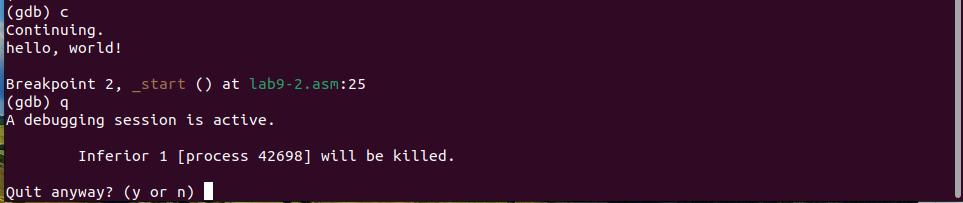 (gdb) c
Continuing.
hello, world!
Breakpoint 2, _start () at lab9-2.asm:25
(gdb) q
A debugging session is active.
Inferior 1 [process 42698] will be killed.
Quit anyway? (y or n)